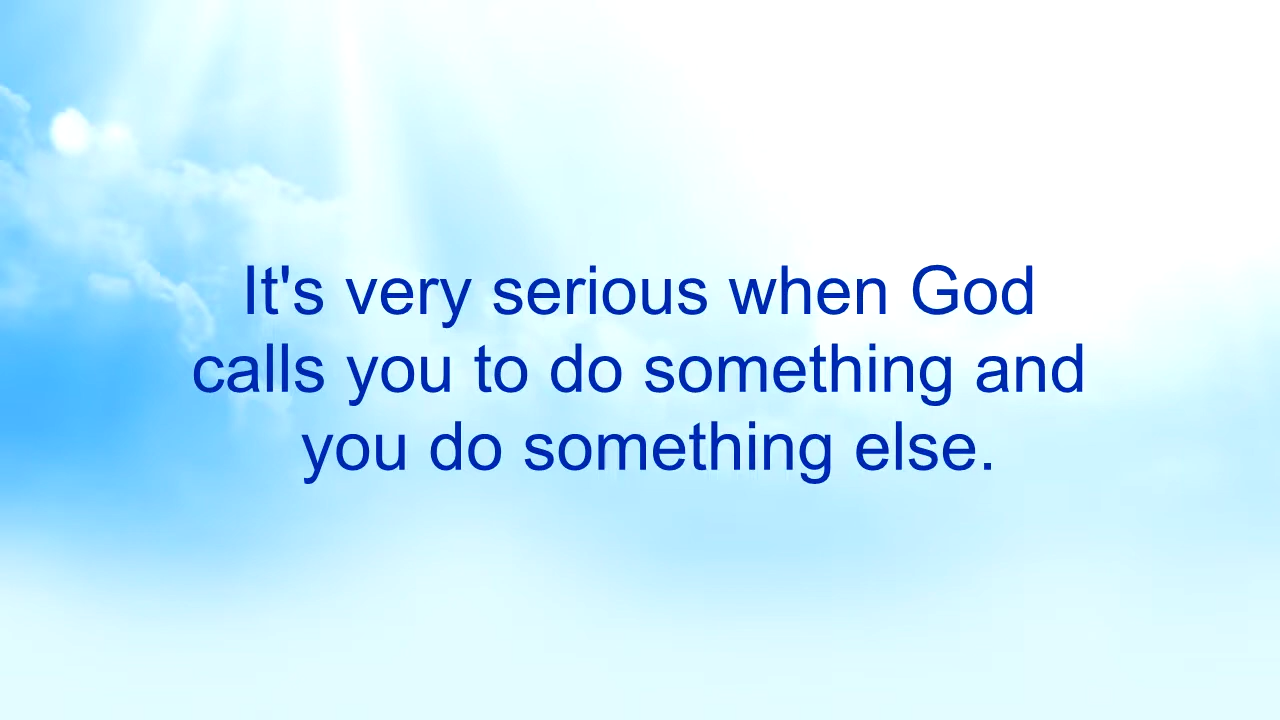 It's very serious when God
calls you to do something and
you do something else.